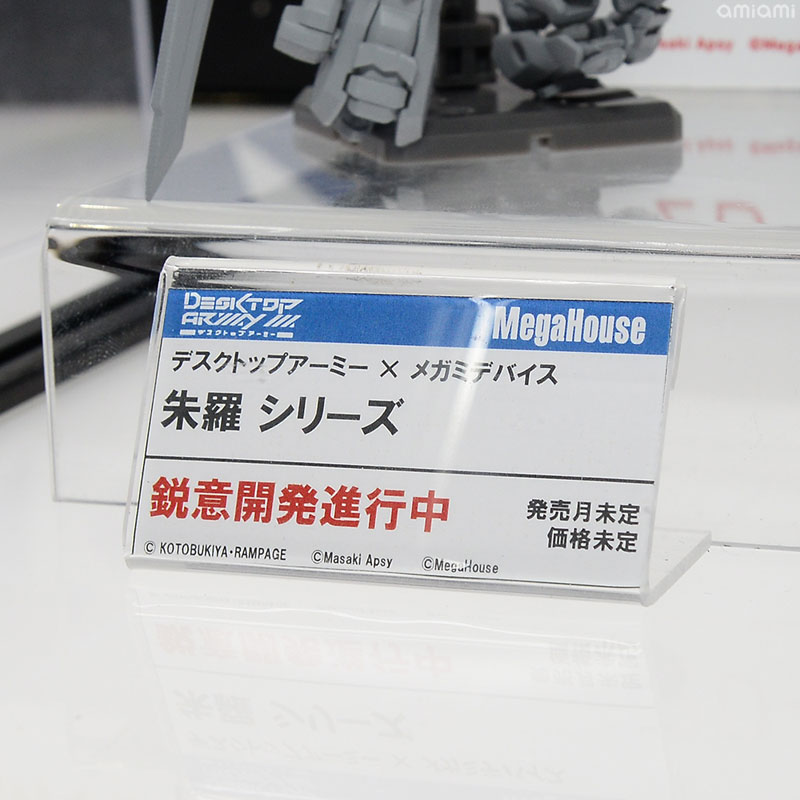 amiami
Masaki Apsy ©Mega
DESKTOP
ARMY
デスクトップアーミー
MegaHouse
デスクトップアーミー × メガミデバイス
朱羅 シリーズ
鋭意開発進行中
発売月未定
価格未定
© KOTOBUKIYA・RAMPAGE ©Masaki Apsy ©MegaHouse